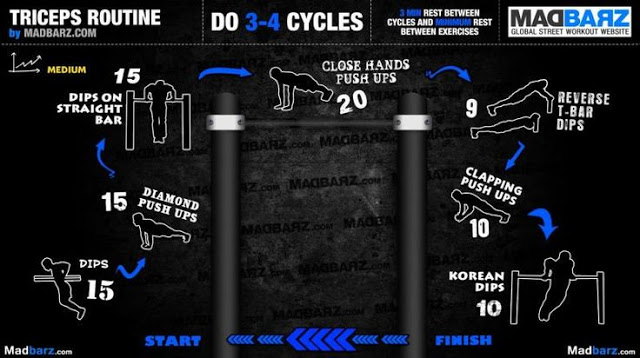 TRICEPS ROUTINE
by MADBARZ.COM
DO 3-4 CYCLES
3 MIN REST BETWEEN
CYCLES AND MINIMUM REST
BETWEEN EXERCISES
MADBARZ
GLOBAL STREET WORKOUT WEBSITE
MEDIUM
15
DIPS ON
STRAIGHT
BAR
CLOSE HANDS
PUSH UPS
20
9
REVERSE
T-BAR
DIPS
15
DIAMOND
PUSH UPS
CLAPPING
PUSH UPS
10
DIPS
15
KOREAN
DIPS
10
START
FINISH
Madbarz.com
Madbarz.com